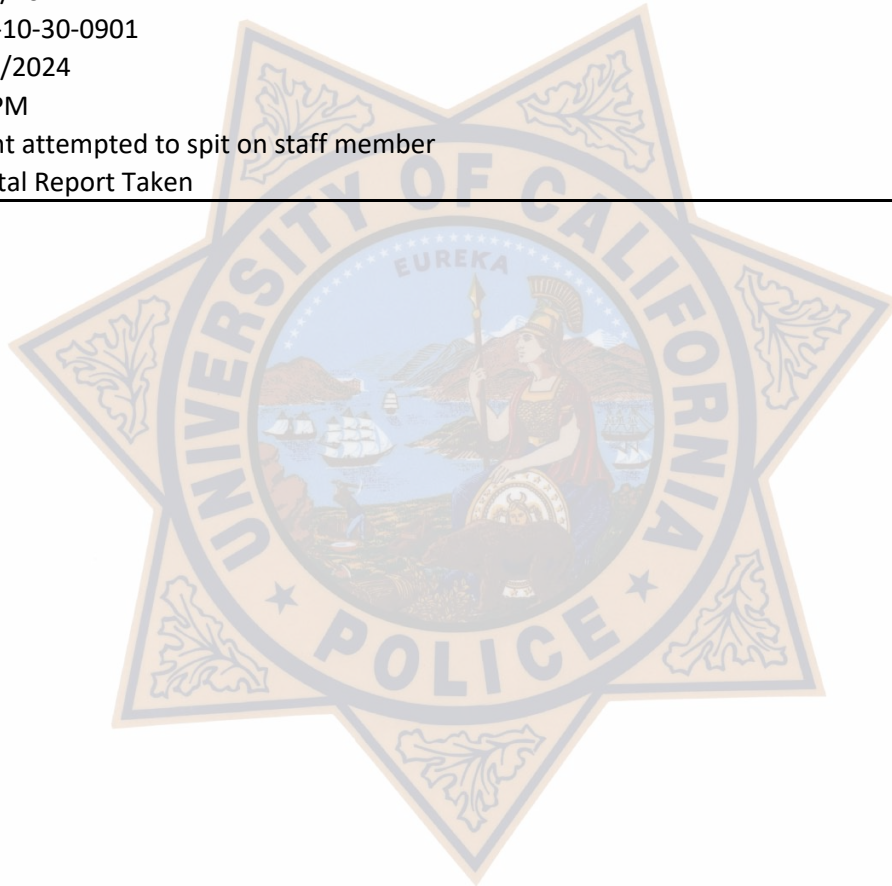 -10-30-0901
/2024
PM
nt attempted to spit on staff member
tal Report Taken
UNIVERSITY OF CALIFORNIA
EUREKA
POLICE